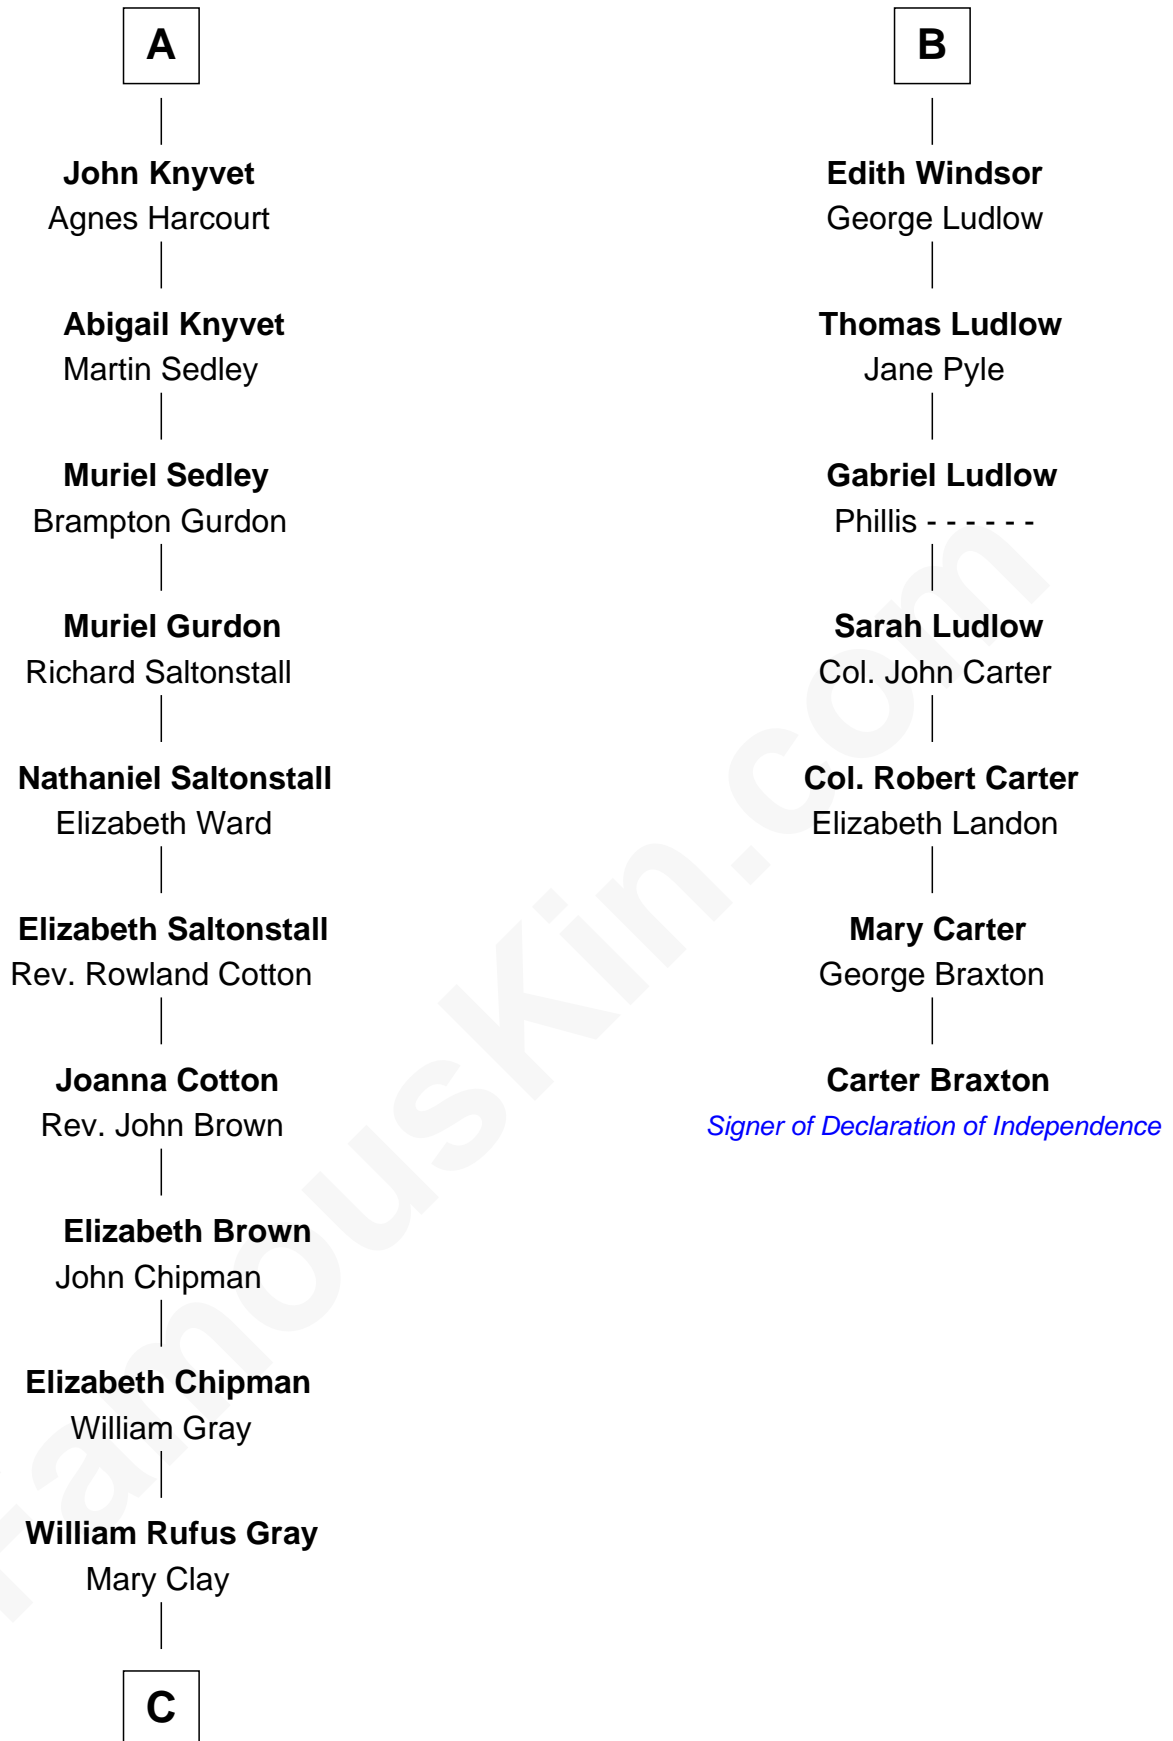 A
John Knyvet
Agnes Harcourt
Abigail Knyvet
Martin Sedley
Muriel Sedley
Brampton Gurdon
Muriel Gurdon
Richard Saltonstall
Nathaniel Saltonstall
Elizabeth Ward
Elizabeth Saltonstall
Rev. Rowland Cotton
Joanna Cotton
Rev. John Brown
Elizabeth Brown
John Chipman
Elizabeth Chipman
William Gray
William Rufus Gray
Mary Clay
C
B
Edith Windsor
George Ludlow
Thomas Ludlow
Jane Pyle
Gabriel Ludlow
Phillis - - - - - -
Sarah Ludlow
Col. John Carter
Col. Robert Carter
Elizabeth Landon
Mary Carter
George Braxton
Carter Braxton
Signer of Declaration of Independence
FamousKin.com